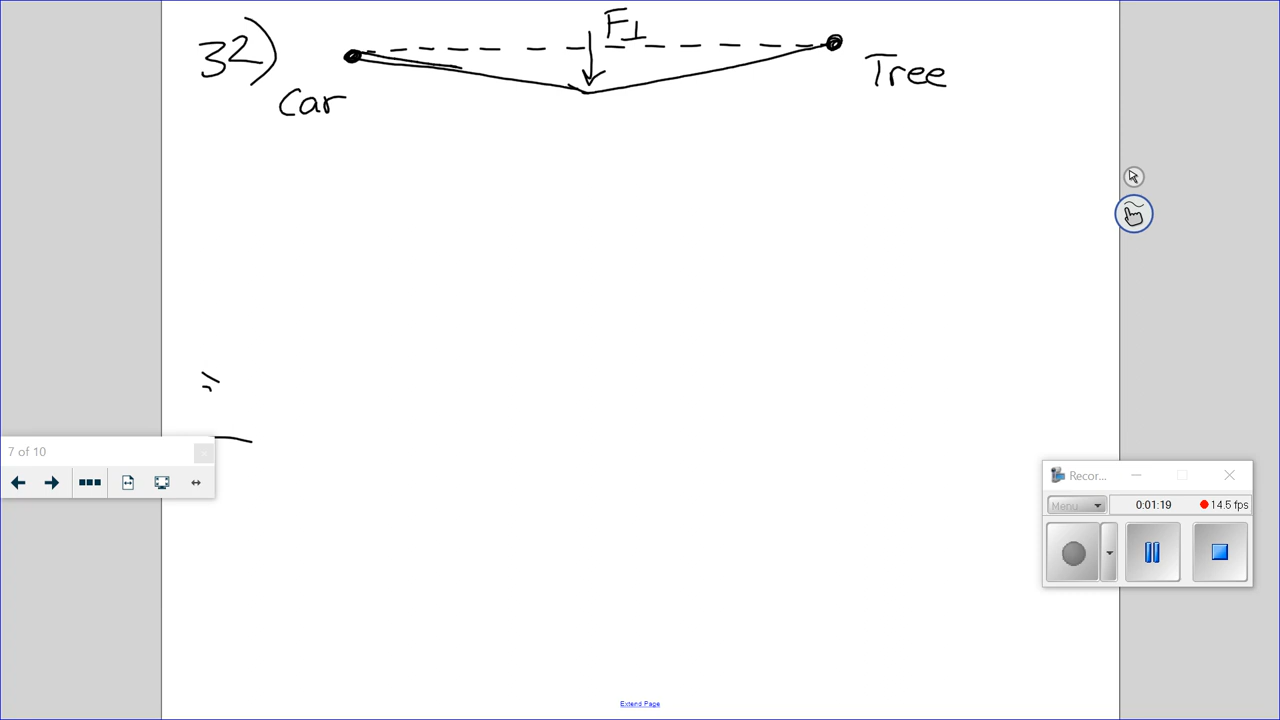 32)
F⊥
Car
Tree
7 of 10
Recor...
Menu
0:01:19
14.5 fps
Extend Page